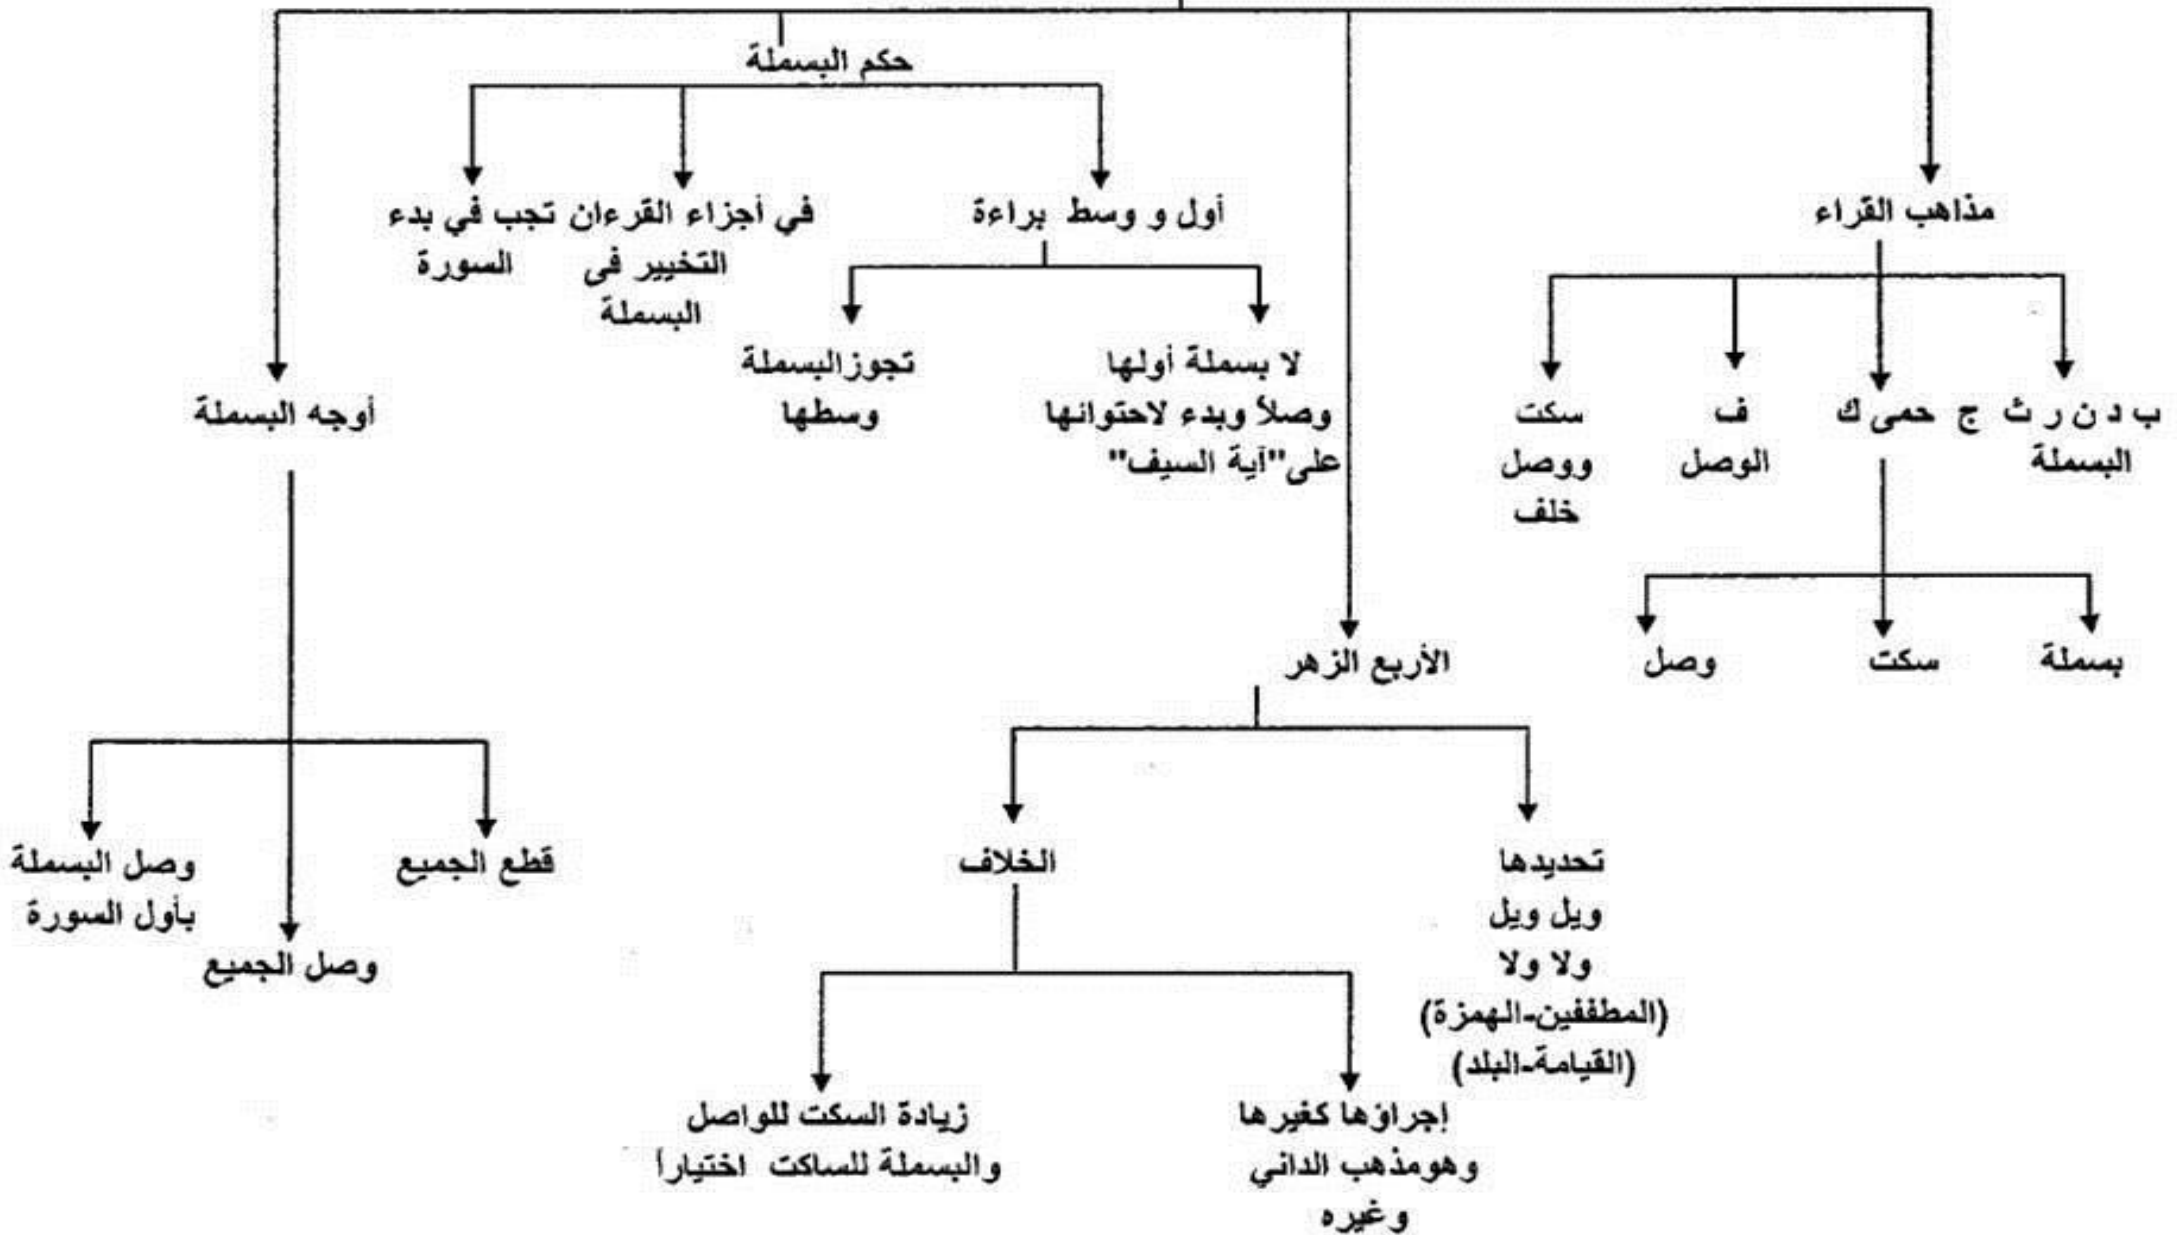 حكم البسملة
مذاهب القراء
ب د ن ر ث
البسملة
ج حمى ك
ف
الوصل
سكت
ووصل
خلف
بسملة
سكت
وصل
أول و وسط براءة
لا بسملة أولها
وصلاً وبدء لاحتوائها
على"آية السيف"
تجوزالبسملة
وسطها
في أجزاء القرءان
التخيير فى
البسملة
تجب في بدء
السورة
الأربع الزهر
تحديدها
ويل ويل
ولا ولا
(المطففين-الهمزة)
(القيامة-البلد)
الخلاف
إجراؤها كغيرها
وهومذهب الداني
وغيره
زيادة السكت للواصل
والبسملة للساكت اختياراً
أوجه البسملة
قطع الجميع
وصل الجميع
وصل البسملة
بأول السورة